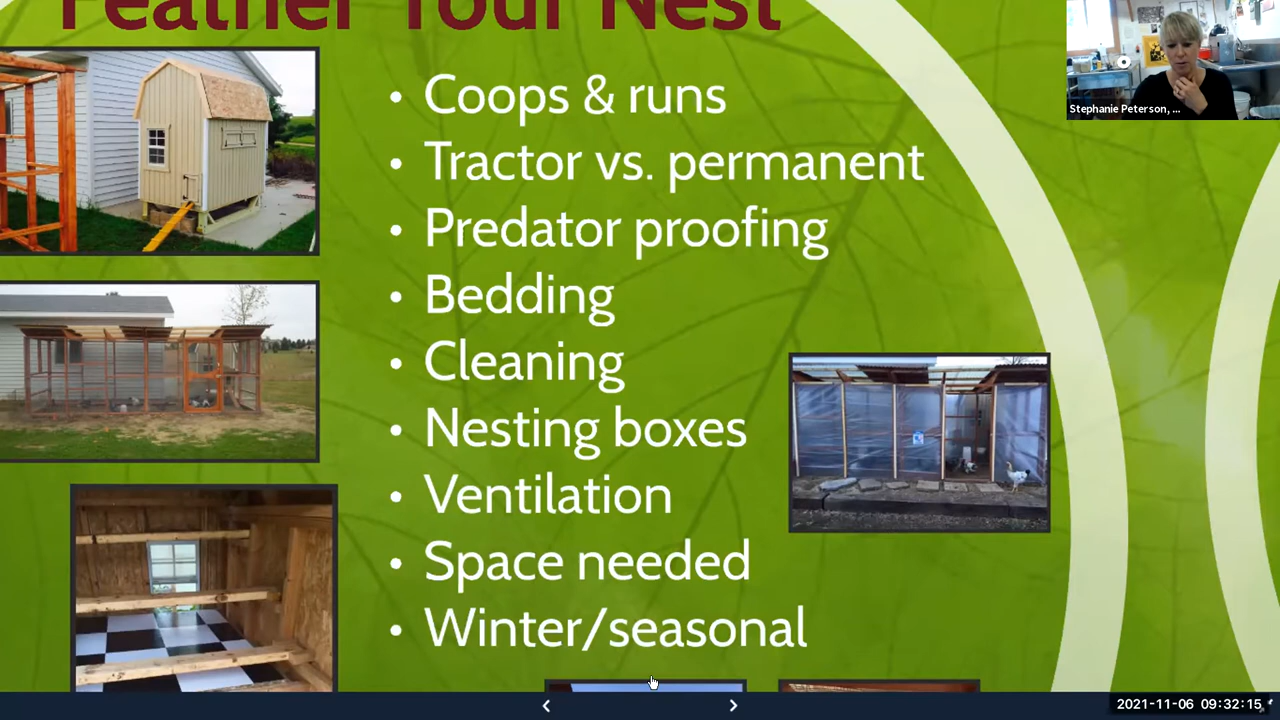 Feather Your Nest
• Coops & runs
• Tractor vs. permanent
• Predator proofing
• Bedding
• Cleaning
• Nesting boxes
• Ventilation
• Space needed
• Winter/seasonal
Stephanie Peterson, ...
2021-11-06 09:32:15